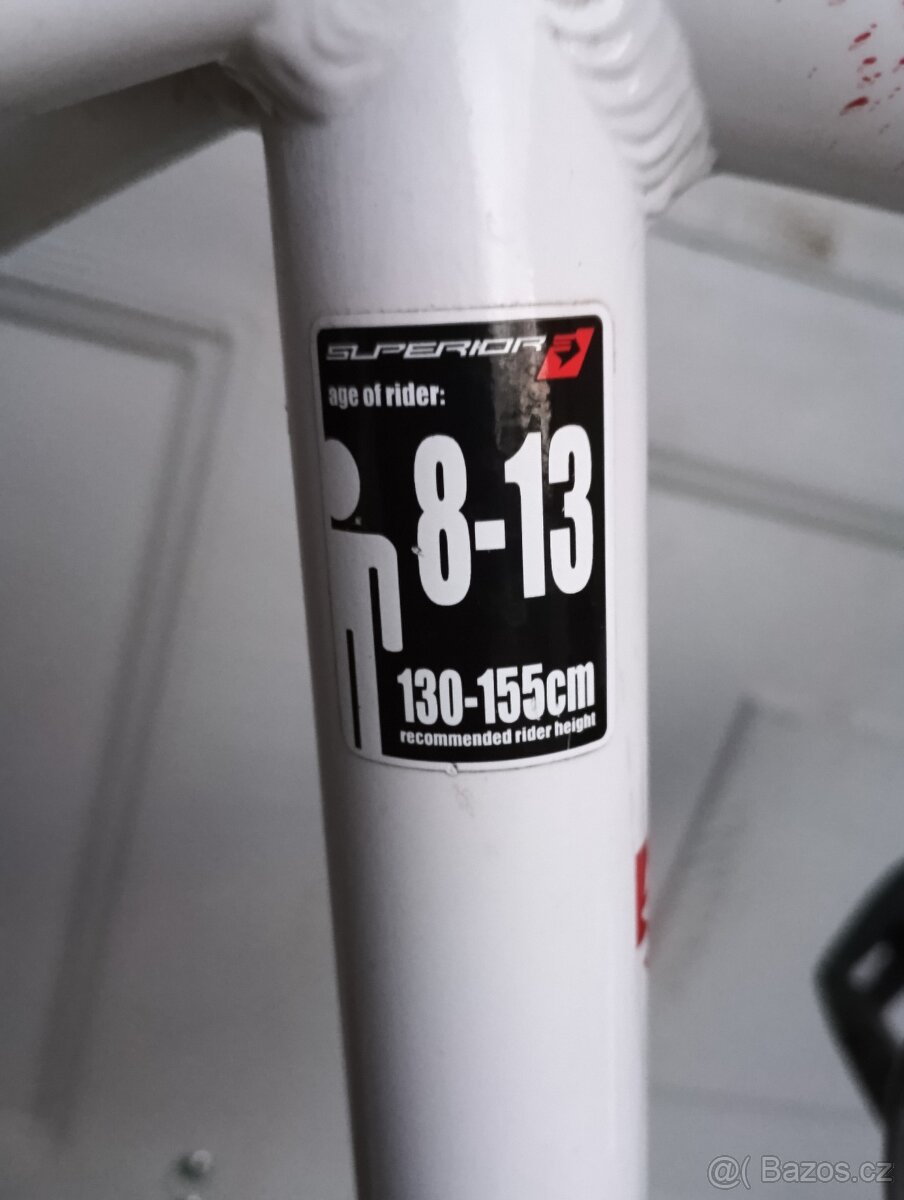 SUPERIOR
age of rider:
8-13
130-155cm
recommended rider height
@( Bazos.cz